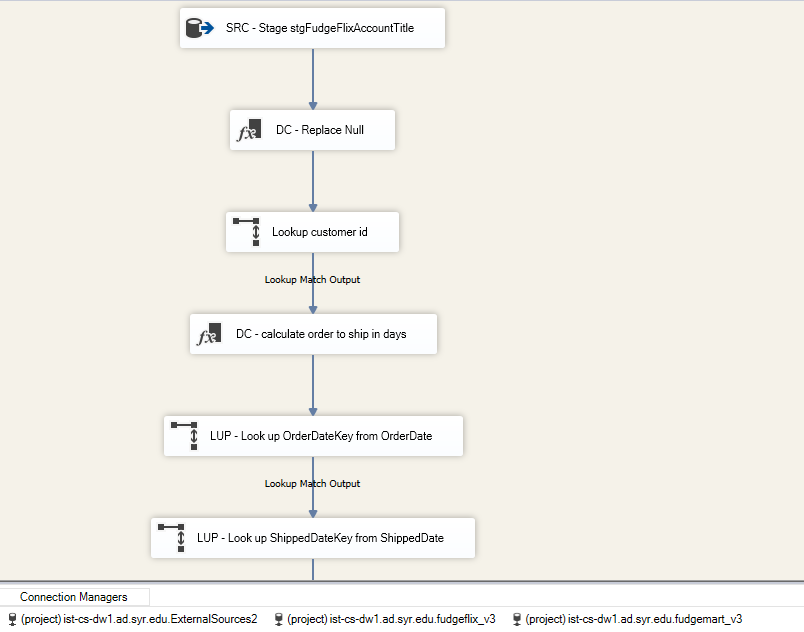 SRC - Stage stgFudgeFlixAccountTitle
fx
DC - Replace Null
Lookup customer id
Lookup Match Output
fx
DC - calculate order to ship in days
LUP - Look up OrderDateKey from OrderDate
Lookup Match Output
LUP - Look up ShippedDateKey from ShippedDate
Connection Managers
(project) ist-cs-dw1.ad.syr.edu.ExternalSources2 (project) ist-cs-dw1.ad.syr.edu.fudgeflix_v3 (project) ist-cs-dw1.ad.syr.edu.fudgemart_v3